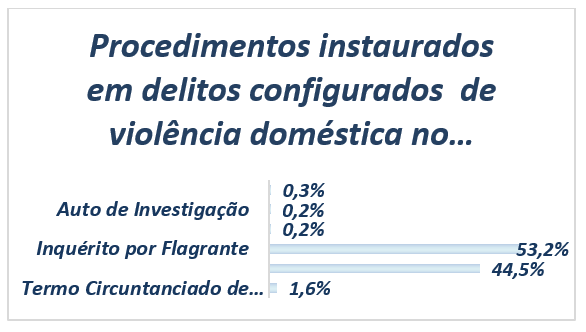 Procedimentos instaurados
em delitos configurados de
violência doméstica no...
0,3%
Auto de Investigação 0,2%
0,2%
Inquérito por Flagrante 53,2%
44,5%
Termo Circuntanciado de... 1,6%